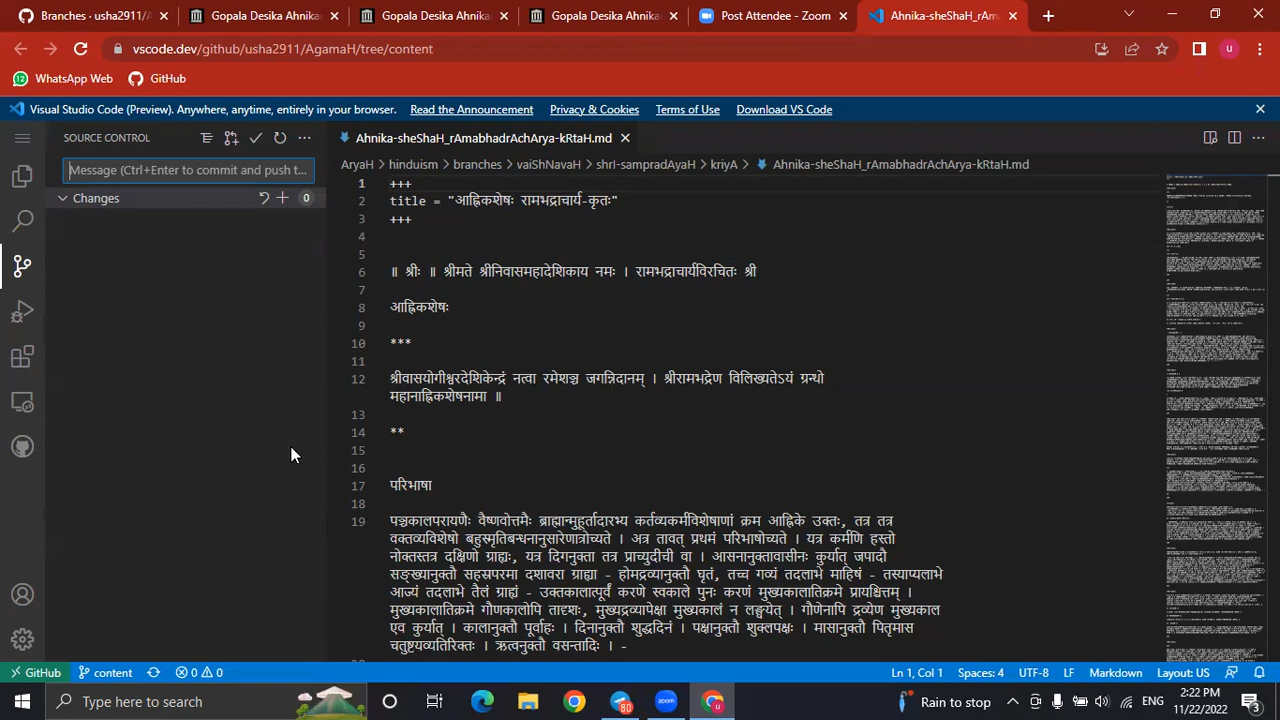 Branches · usha2911/A
Gopala Desika Ahnika
Gopala Desika Ahnika
Gopala Desika Ahnika
Post Attendee - Zoom
Ahnika-sheShaH_rAm
vscode.dev/github/usha2911/AgamaH/tree/content
WhatsApp Web
GitHub
Visual Studio Code (Preview). Anywhere, anytime, entirely in your browser. Read the Announcement Privacy & Cookies Terms of Use Download VS Code
SOURCE CONTROL
Ahnika-sheShaH_rAmabhadrAchArya-kRtaH.md
Message (Ctrl+Enter to commit and push t...
AryaH > hinduism > branches > vaiShNavaH > shrI-sampradAyaH > kriyA > Ahnika-sheShaH_rAmabhadrAchArya-kRtaH.md
Changes 0
1 +++
2 title = "आह्निकशेषः रामभद्राचार्य-कृतः"
3 +++
4
5
6 ॥ श्रीः ॥ श्रीमते श्रीनिवासमहादेशिकाय नमः । रामभद्राचार्यविरचितः श्री
7
8 आह्निकशेषः
9
10 ***
11
12 श्रीवासयोगीश्वरदेशिकेन्द्रं नत्वा रमेशञ्च जगन्निदानम् । श्रीरामभद्रेण विलिख्यतेऽयं ग्रन्थो
महानाह्निकशेषनामा ॥
13
14 **
15
16
17 परिभाषा
18
19 पञ्चकालपरायणैः वैष्णवोत्तमैः ब्राह्मान्मुहूर्तादारभ्य कर्तव्यकर्मविशेषाणां क्रम आह्निके उक्तः, तत्र तत्र
वक्तव्यविशेषो अत्रोच्यते । अत्र तावत् प्रथमं परिभाषोच्यते । यत्र कर्मणि हस्तो
नोक्तस्तत्र दक्षिणो ग्राह्यः, यत्र दिगनुक्ता तत्र प्राच्युदीची वा । आसनानुक्तावासीनः कुर्यात् जपादौ
सङ्ख्यानुक्तौ सहस्रपरमा दशावरा ग्राह्या - होमद्रव्यानुक्तौ घृतं, तच्च गव्यं तदलाभे माहिषं - तस्याप्यलाभे
आज्यं तदलाभे तैलं ग्राह्यं - उक्तकालात्पूर्वं करणे स्वकाले पुनः करणं मुख्यकालातिक्रमे प्रायश्चित्तम् ।
मुख्यकालातिक्रमे गौणकालोपि तादृशः, मुख्यद्रव्यापेक्षा मुख्यकालं न लङ्घयेत् । गौणेनापि द्रव्येण मुख्यकाल
एव कुर्यात् । दिनानुक्तौ शुद्धदिनं । पक्षानुक्तौ शुक्लपक्षः । मासानुक्तौ पितृमास
चतुष्टयव्यतिरिक्तः । ऋत्वनुक्तौ वसन्तादिः । -
GitHub content 0 0 Ln 1, Col 1 Spaces: 4 UTF-8 LF Markdown Layout: US
Type here to search
Rain to stop
ENG
2:22 PM
11/22/2022
3